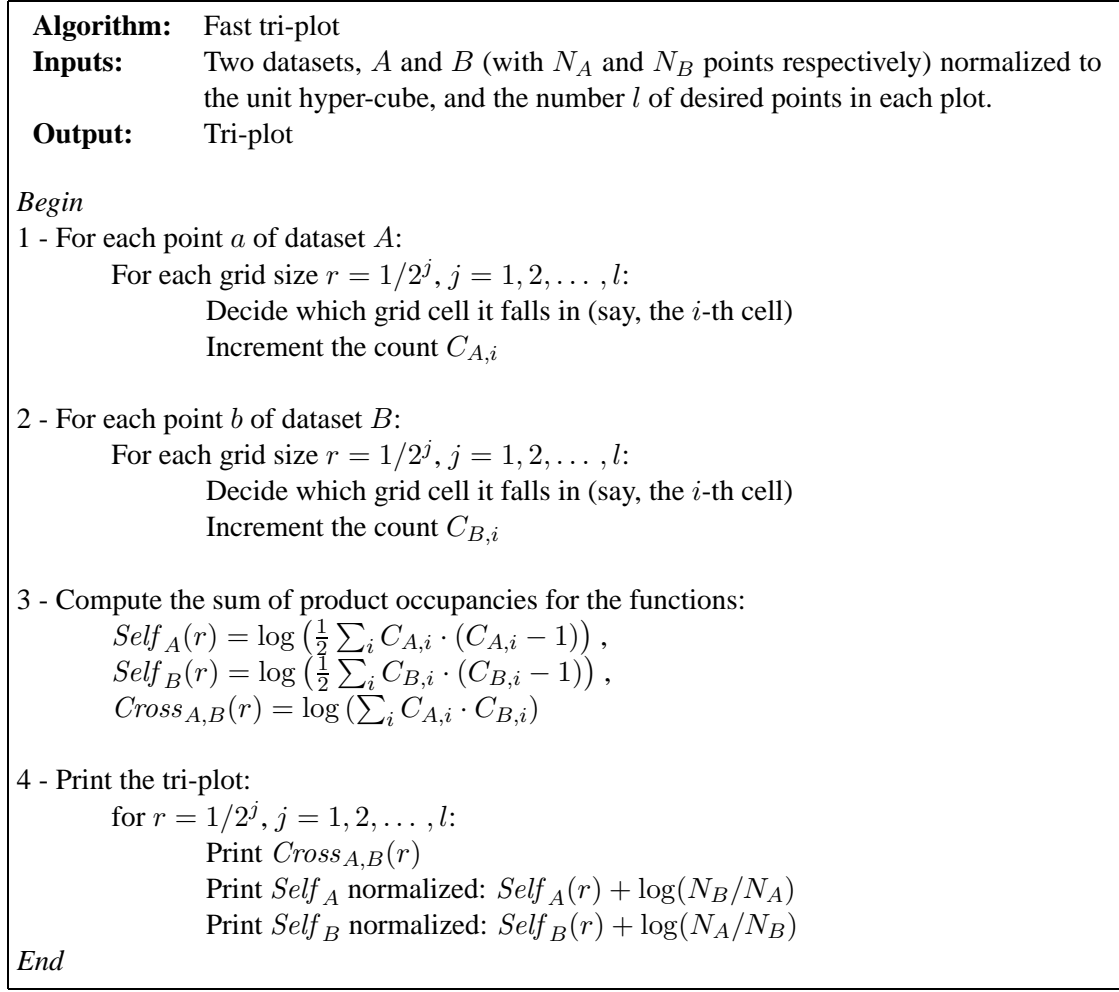 Algorithm: Fast tri-plot
Inputs: Two datasets, A and B (with N_A and N_B points respectively) normalized to
the unit hyper-cube, and the number l of desired points in each plot.
Output: Tri-plot
Begin
1 - For each point a of dataset A:
For each grid size r = 1/2^j, j = 1, 2, . . . , l:
Decide which grid cell it falls in (say, the i-th cell)
Increment the count C_{A,i}
2 - For each point b of dataset B:
For each grid size r = 1/2^j, j = 1, 2, . . . , l:
Decide which grid cell it falls in (say, the i-th cell)
Increment the count C_{B,i}
3 - Compute the sum of product occupancies for the functions:
Self_A(r) = log (1/2 ∑_i C_{A,i} · (C_{A,i} − 1)) ,
Self_B(r) = log (1/2 ∑_i C_{B,i} · (C_{B,i} − 1)) ,
Cross_{A,B}(r) = log (∑_i C_{A,i} · C_{B,i})
4 - Print the tri-plot:
for r = 1/2^j, j = 1, 2, . . . , l:
Print Cross_{A,B}(r)
Print Self_A normalized: Self_A(r) + log(N_B/N_A)
Print Self_B normalized: Self_B(r) + log(N_A/N_B)
End